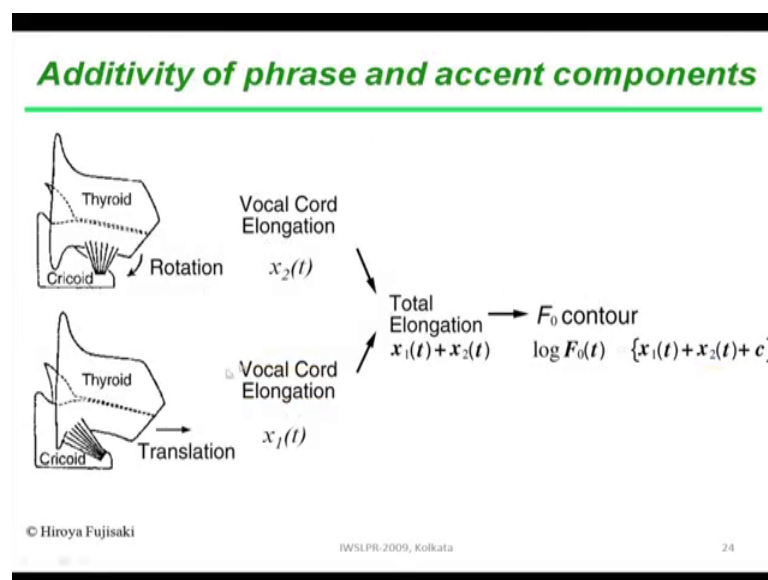 Additivity of phrase and accent components
Thyroid
Cricoid
Rotation
Vocal Cord
Elongation
x₂(t)
Thyroid
Cricoid
Translation
Vocal Cord
Elongation
x₁(t)
Total
Elongation
x₁(t)+x₂(t)
F₀ contour
log F₀(t) {x₁(t)+x₂(t)+c}
© Hiroya Fujisaki
IWSLPR-2009, Kolkata
24